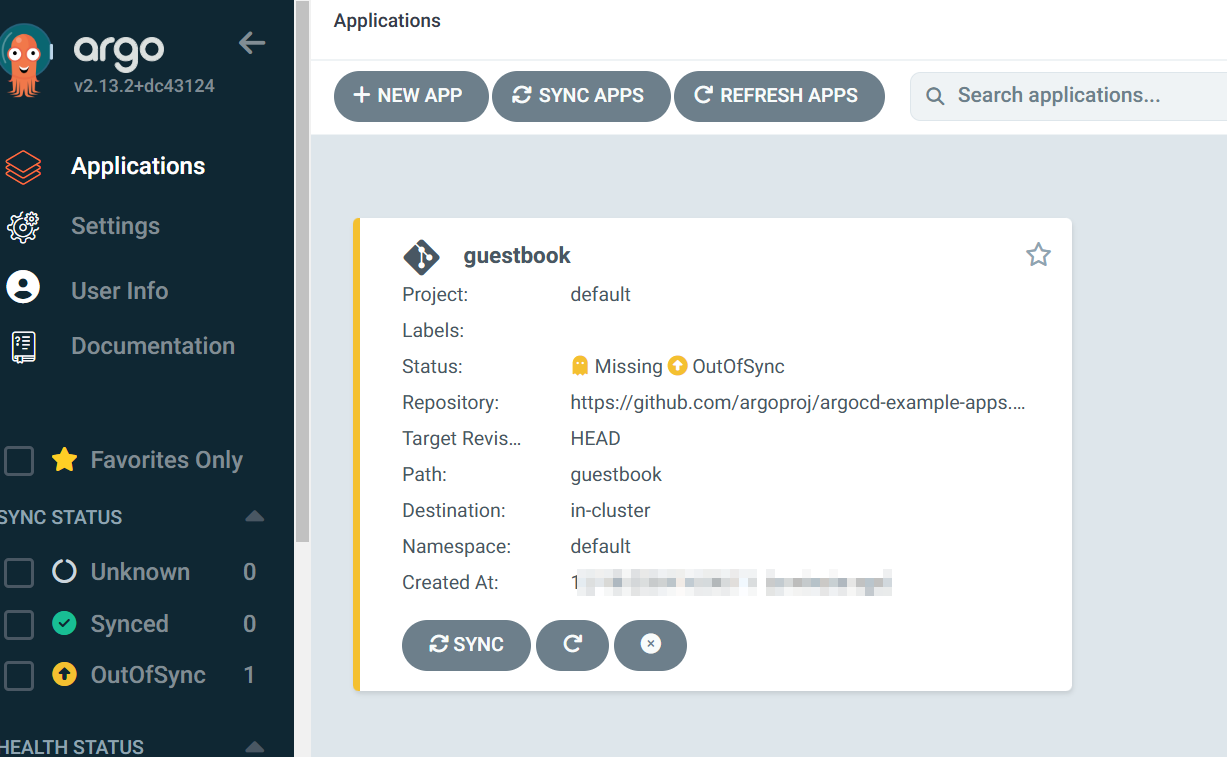 argo
v2.13.2+dc43124
Applications
Settings
User Info
Documentation
Favorites Only
SYNC STATUS
Unknown 0
Synced 0
OutOfSync 1
HEALTH STATUS
Applications
NEW APP SYNC APPS REFRESH APPS Search applications...
guestbook
Project: default
Labels:
Status: Missing OutOfSync
Repository: https://github.com/argoproj/argocd-example-apps....
Target Revis... HEAD
Path: guestbook
Destination: in-cluster
Namespace: default
Created At: 1
SYNC